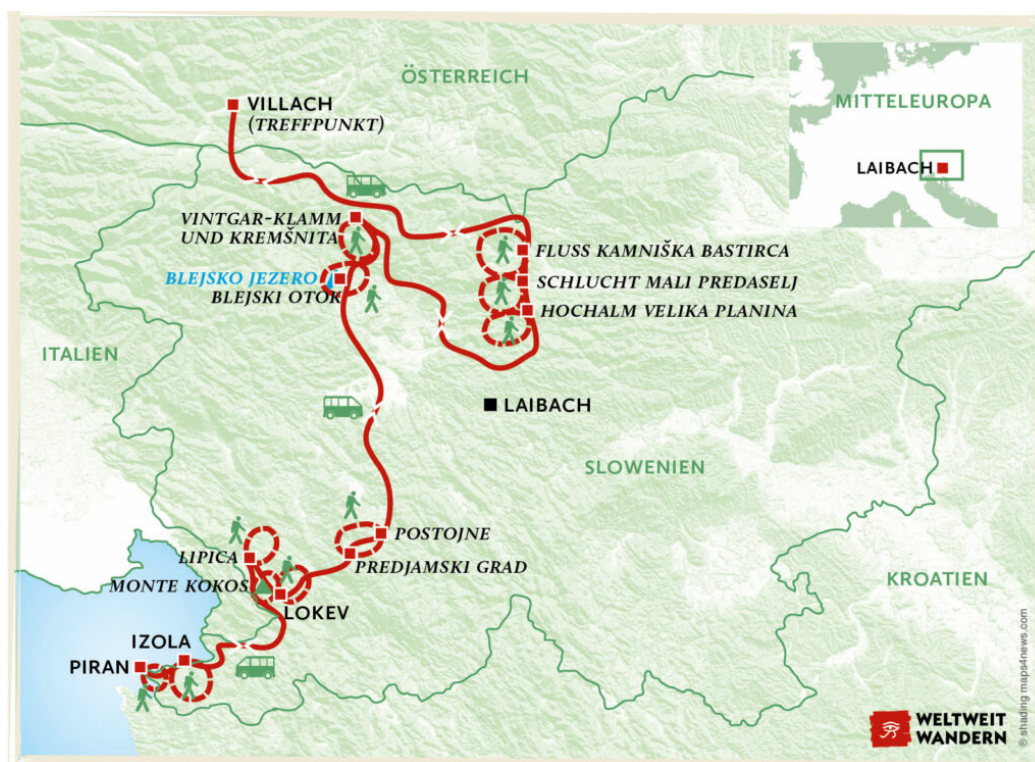 ÖSTERREICH
MITTELEUROPA
LAIBACH
VILLACH
(TREFFPUNKT)
VINTGAR-KLAMM
UND KREMŠNITA
BLEJSKO JEZERO
BLEJSKI OTOK
FLUSS KAMNIŠKA BASTIRCA
SCHLUCHT MALI PREDASELJ
HOCHALM VELIKA PLANINA
ITALIEN
LAIBACH
SLOWENIEN
POSTOJNE
PREDJAMSKI GRAD
LIPICA
MONTE KOKOS
LOKEV
KROATIEN
IZOLA
PIRAN
WELTWEIT
WANDERN
© shading maps4news.com